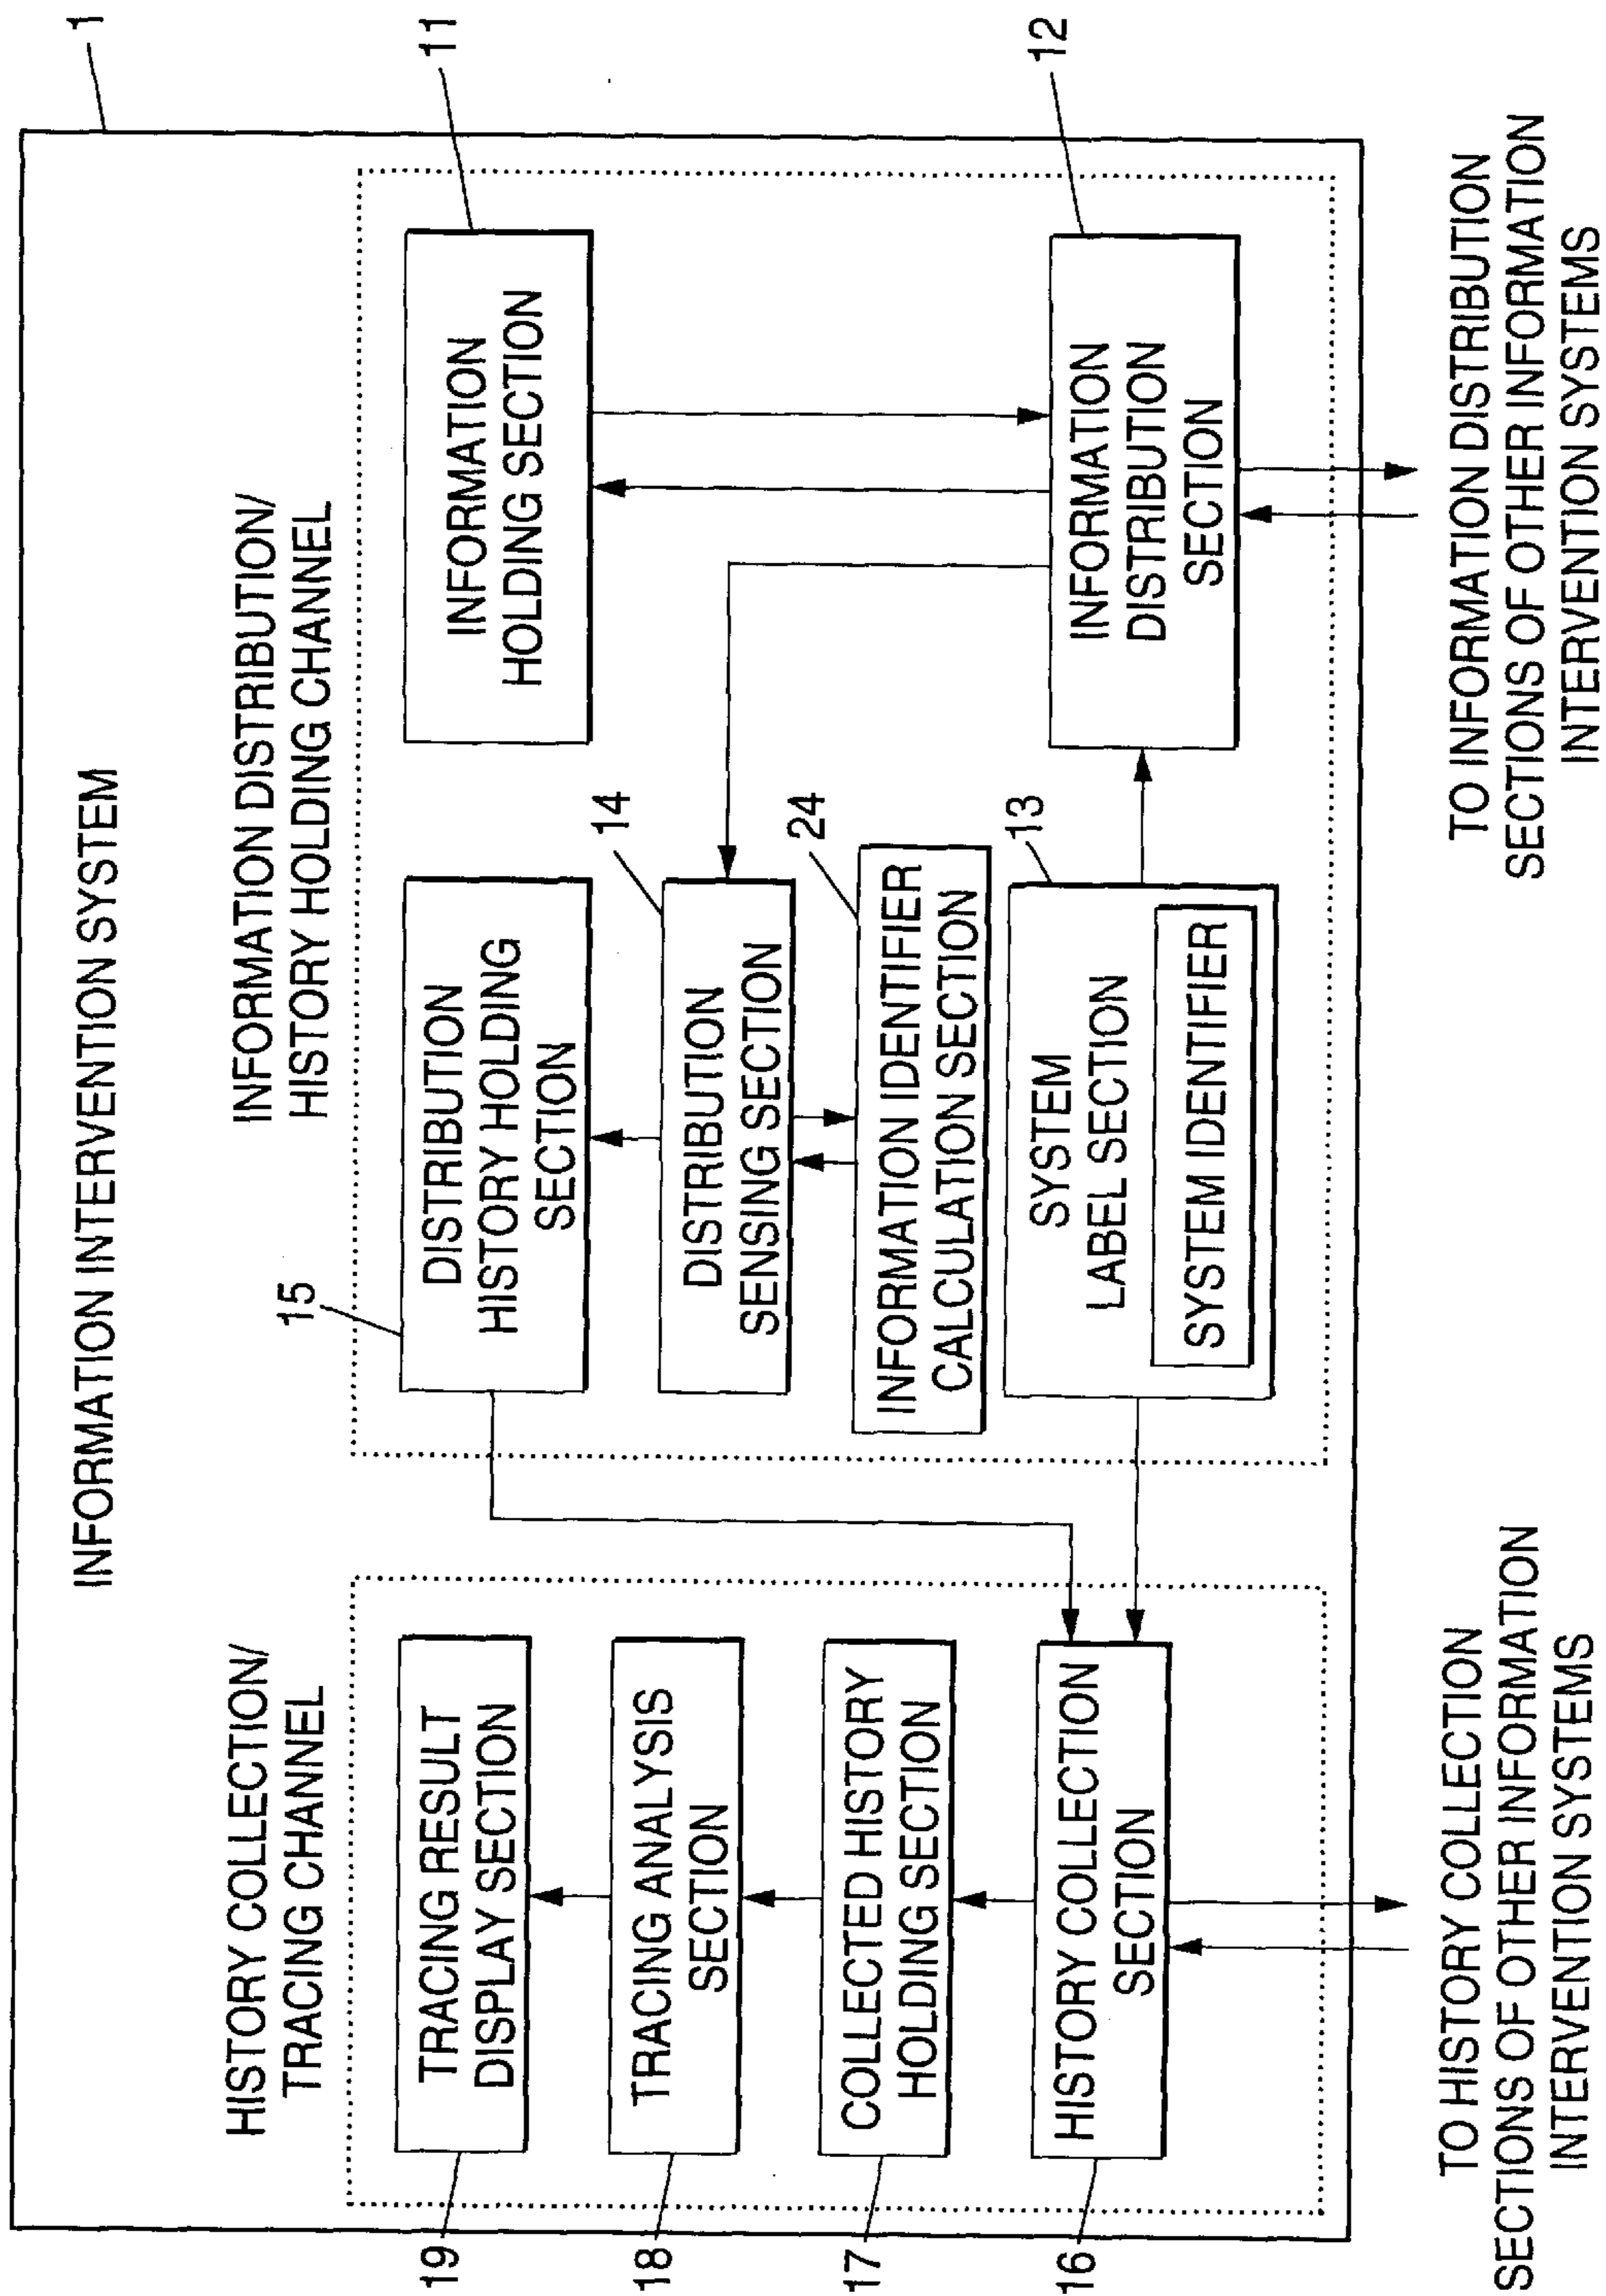 INFORMATION INTERVENTION SYSTEM
1
HISTORY COLLECTION/
TRACING CHANNEL
19
TRACING RESULT
DISPLAY SECTION
18
TRACING ANALYSIS
SECTION
17
COLLECTED HISTORY
HOLDING SECTION
16
HISTORY COLLECTION
SECTION
TO HISTORY COLLECTION
SECTIONS OF OTHER INFORMATION
INTERVENTION SYSTEMS
INFORMATION DISTRIBUTION/
HISTORY HOLDING CHANNEL
15
DISTRIBUTION
HISTORY HOLDING
SECTION
14
DISTRIBUTION
SENSING SECTION
24
INFORMATION IDENTIFIER
CALCULATION SECTION
13
SYSTEM
LABEL SECTION
SYSTEM IDENTIFIER
11
INFORMATION
HOLDING SECTION
12
INFORMATION
DISTRIBUTION
SECTION
TO INFORMATION DISTRIBUTION
SECTIONS OF OTHER INFORMATION
INTERVENTION SYSTEMS